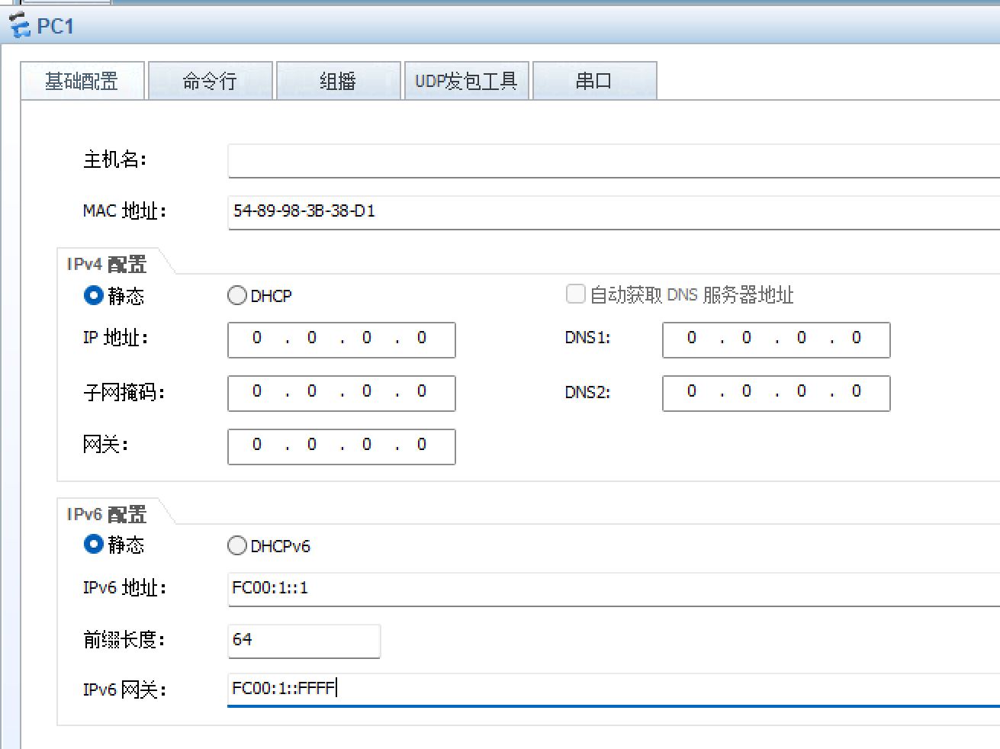 PC1
基础配置 命令行 组播 UDP发包工具 串口
主机名:
MAC 地址: 54-89-98-3B-38-D1
IPv4 配置
静态 DHCP 自动获取 DNS 服务器地址
IP 地址: 0 . 0 . 0 . 0 DNS1: 0 . 0 . 0 . 0
子网掩码: 0 . 0 . 0 . 0 DNS2: 0 . 0 . 0 . 0
网关: 0 . 0 . 0 . 0
IPv6 配置
静态 DHCPv6
IPv6 地址: FC00:1::1
前缀长度: 64
IPv6 网关: FC00:1::FFFF